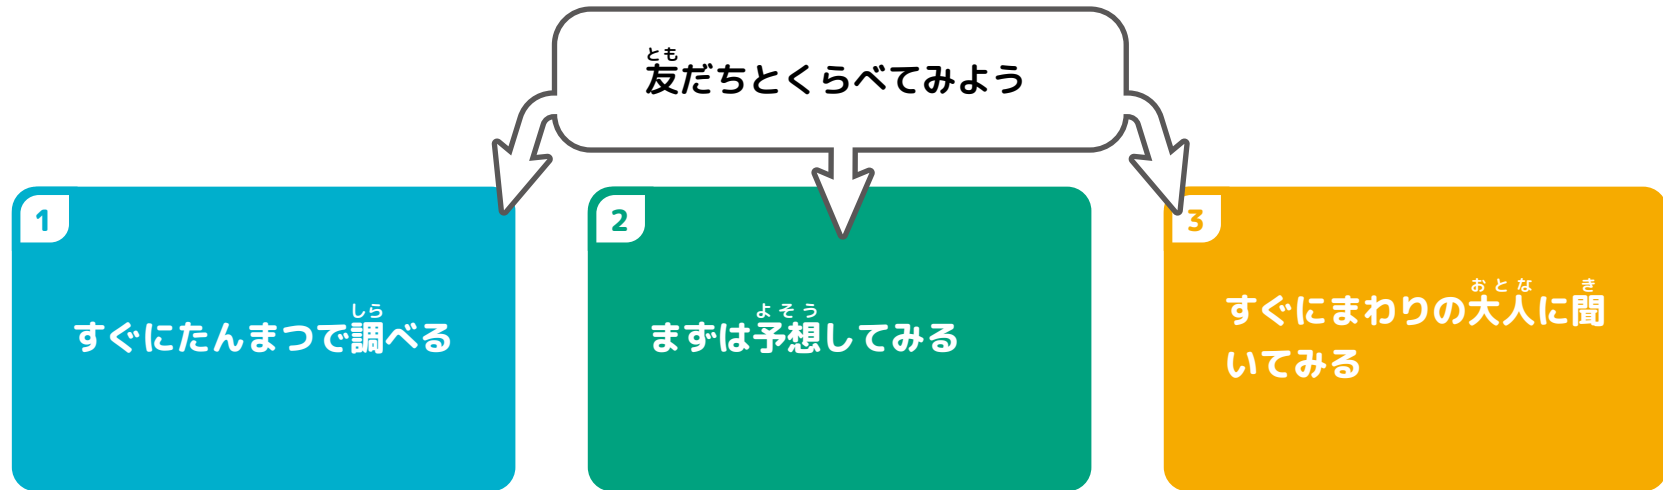 友だちとくらべてみよう
とも
1
すぐにたんまつで調べる
しら
2
まずは予想してみる
よそう
3
すぐにまわりの大人に聞
おとな
き
いてみる